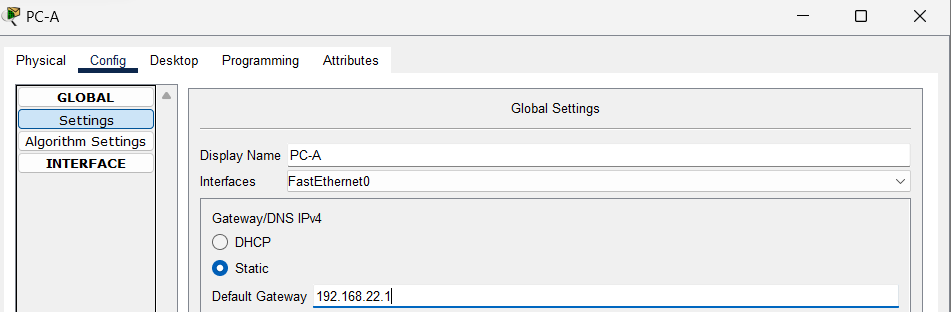 PC-A
Physical Config Desktop Programming Attributes
GLOBAL
Settings
Algorithm Settings
INTERFACE
Global Settings
Display Name PC-A
Interfaces FastEthernet0
Gateway/DNS IPv4
DHCP
Static
Default Gateway 192.168.22.1